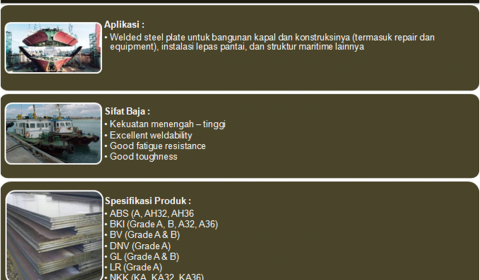 Aplikasi :
• Welded steel plate untuk bangunan kapal dan konstruksinya (termasuk repair dan
equipment), instalasi lepas pantai, dan struktur maritime lainnya
Sifat Baja :
• Kekuatan menengah – tinggi
• Excellent weldability
• Good fatigue resistance
• Good toughness
Spesifikasi Produk :
• ABS (A, AH32, AH36
• BKI (Grade A, B, A32, A36)
• BV (Grade A & B)
• DNV (Grade A)
• GL (Grade A & B)
• LR (Grade A)
• NKK (KA, KA32, KA36)